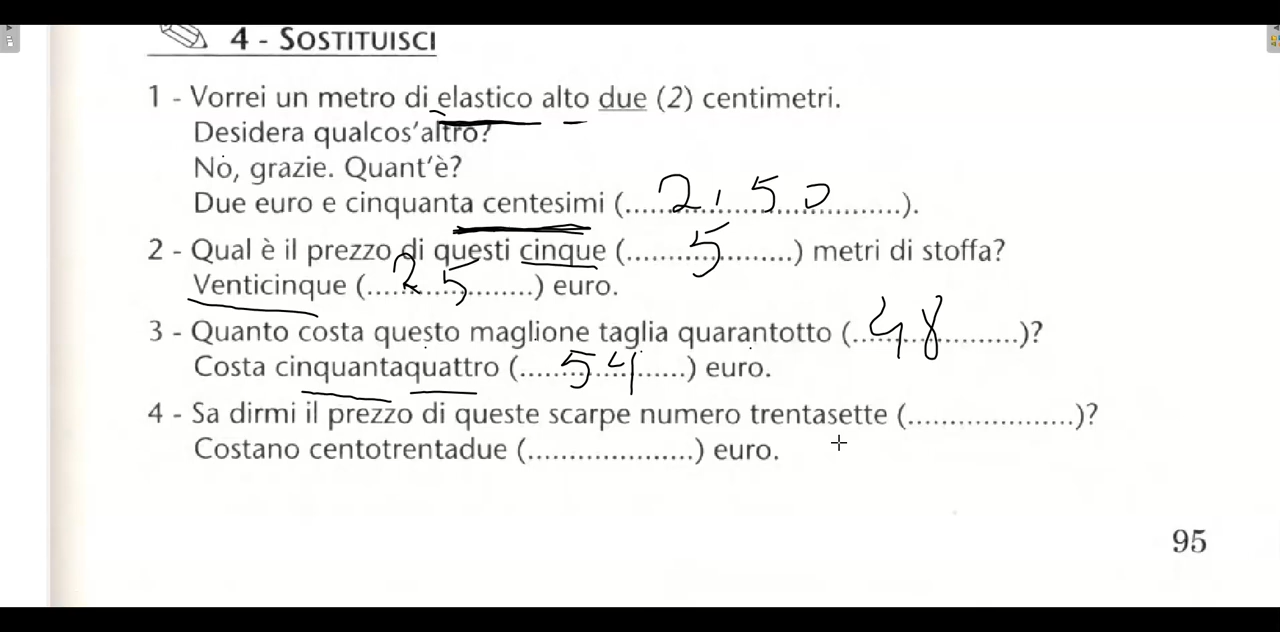 4 - SOSTITUISCI
1 - Vorrei un metro di elastico alto due (2) centimetri.
Desidera qualcos'altro?
No, grazie. Quant'è?
Due euro e cinquanta centesimi (.....2,50.....).
2 - Qual è il prezzo di questi cinque (.....5.....) metri di stoffa?
Venticinque (.....25.....) euro.
3 - Quanto costa questo maglione taglia quarantotto (.....48.....)?
Costa cinquantaquattro (.....54.....) euro.
4 - Sa dirmi il prezzo di queste scarpe numero trentasette (....................)?
Costano centotrentadue (....................) euro.
95